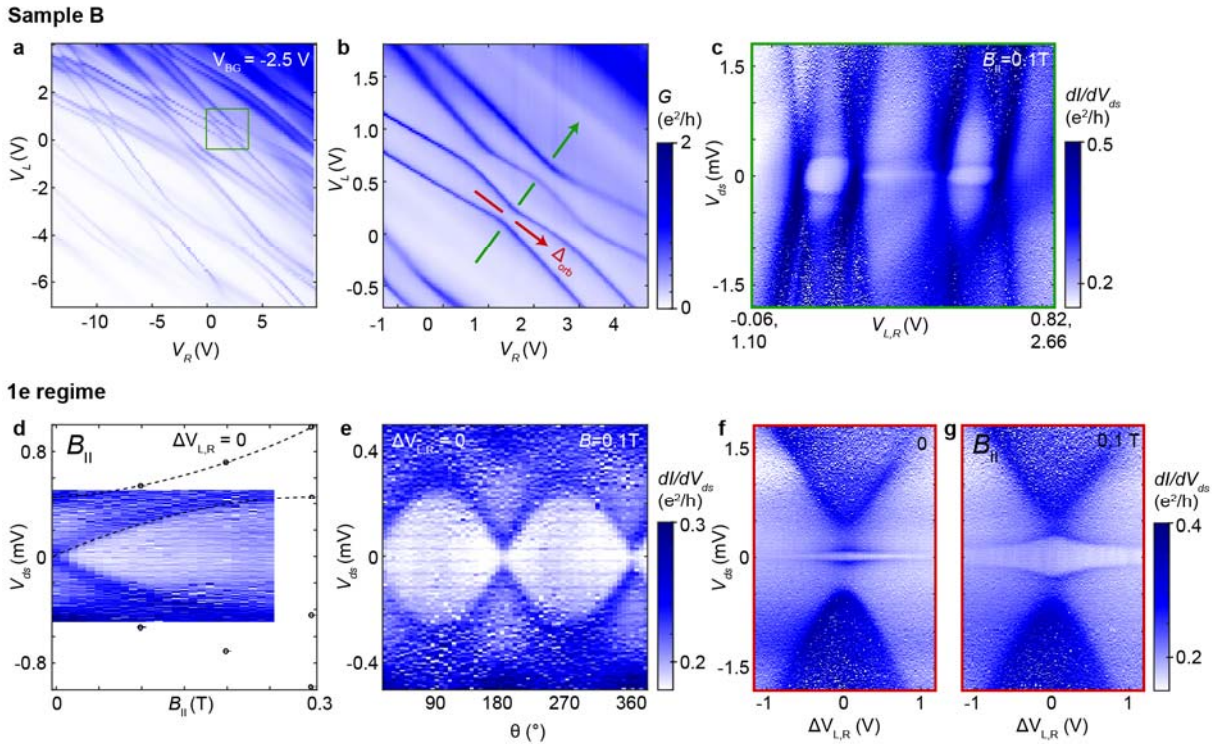 Sample B
a
V_BG = -2.5 V
V_L (V)
2
0
-2
-4
-6
-10
-5
0
5
V_R (V)
b
V_L (V)
1.5
1.0
0.5
0
-0.5
Δ_orb
-1
0
1
2
3
4
V_R (V)
G
(e²/h)
2
0
c
B_II=0.1T
V_ds (mV)
1.5
0
-1.5
-0.06,
1.10
V_L,R (V)
0.82,
2.66
dI/dV_ds
(e²/h)
0.5
0.2
1e regime
d
B_II
ΔV_L,R = 0
V_ds (mV)
0.8
0
-0.8
0
B_II (T)
0.3
e
ΔV_L,R = 0
B=0.1T
V_ds (mV)
0.4
0
-0.4
90
180
270
360
θ (°)
dI/dV_ds
(e²/h)
0.3
0.2
f
0
V_ds (mV)
1.5
0
-1.5
-1
0
1
ΔV_L,R (V)
g
B_II
0.1 T
-1
0
1
ΔV_L,R (V)
dI/dV_ds
(e²/h)
0.4
0.2